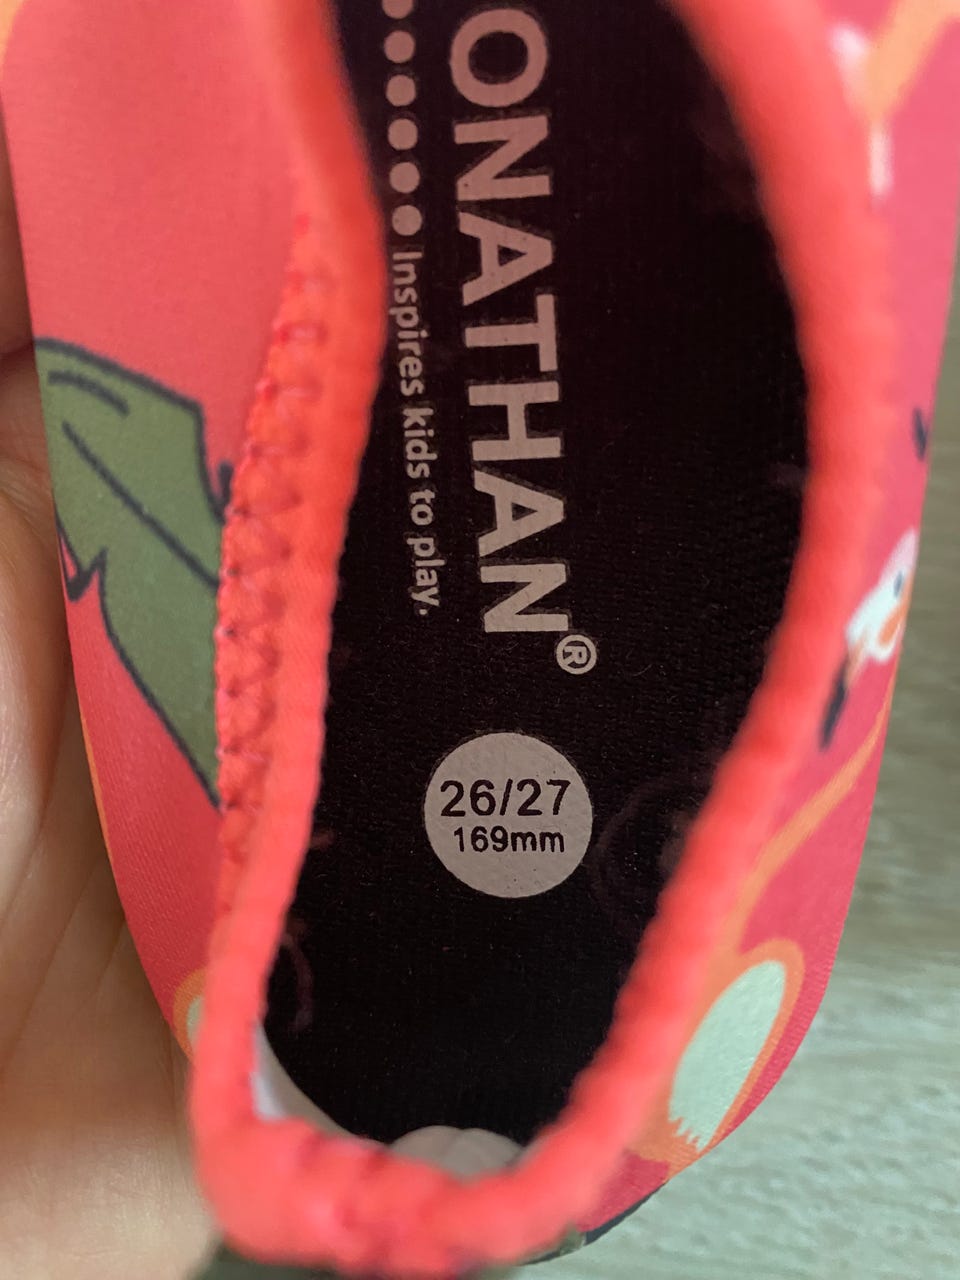 ONATHAN®
Inspires kids to play.
26/27
169mm